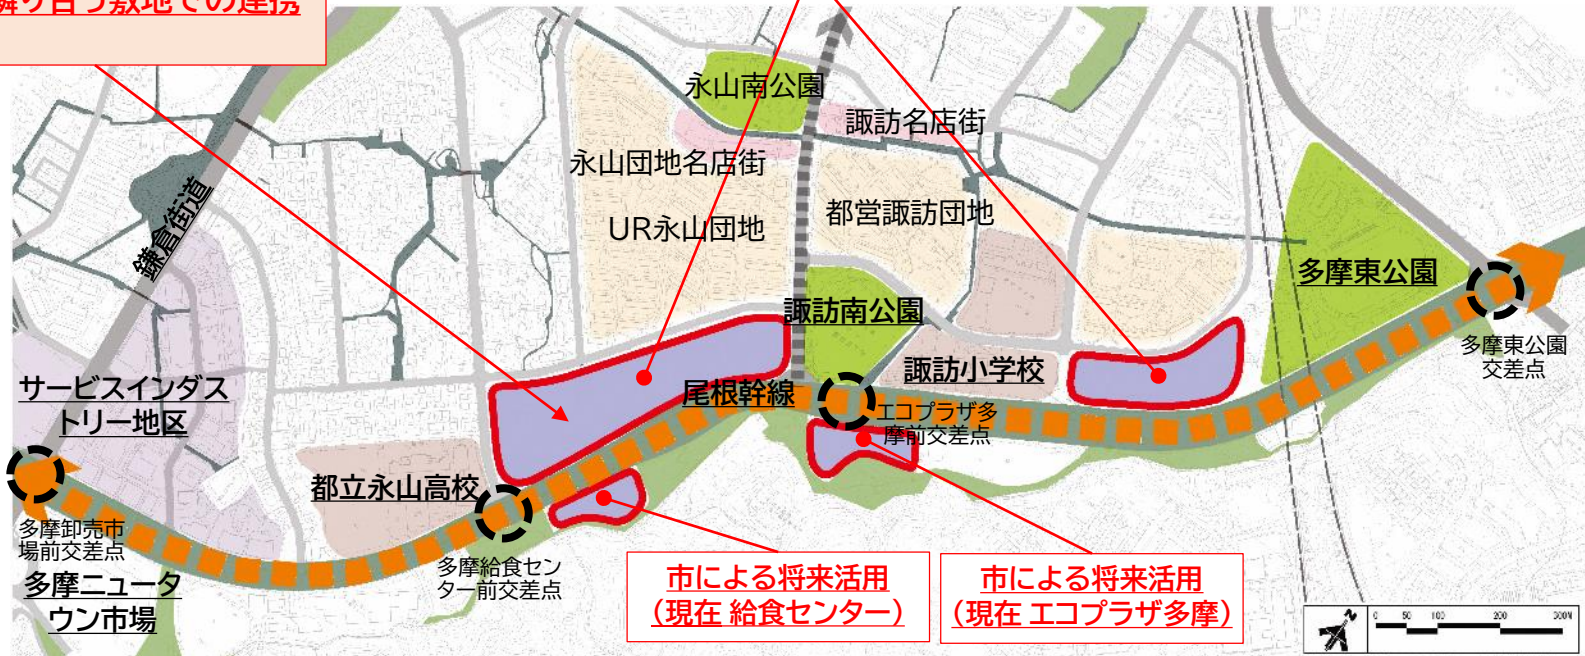 隣り合う敷地での連携
永山南公園
諏訪名店街
永山団地名店街
UR永山団地
都営諏訪団地
鎌倉街道
多摩東公園
諏訪南公園
多摩東公園
交差点
サービスインダス
トリー地区
諏訪小学校
尾根幹線
エコプラザ多
摩前交差点
都立永山高校
多摩卸売市
場前交差点
多摩給食セン
ター前交差点
多摩ニュータ
ウン市場
市による将来活用
（現在 給食センター）
市による将来活用
（現在 エコプラザ多摩）
0 50 100 200 300M